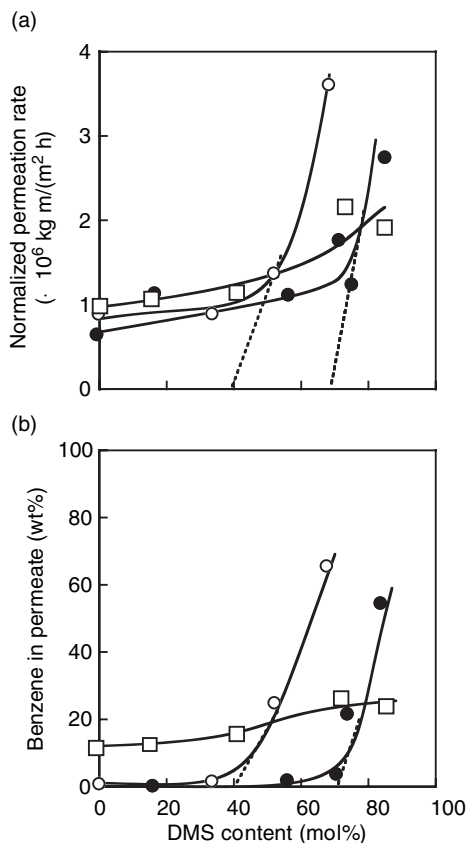 (a)
Normalized permeation rate
(· 10⁶ kg m/(m² h)
4
3
2
1
0
(b)
Benzene in permeate (wt%)
100
80
60
40
20
0
0 20 40 60 80 100
DMS content (mol%)